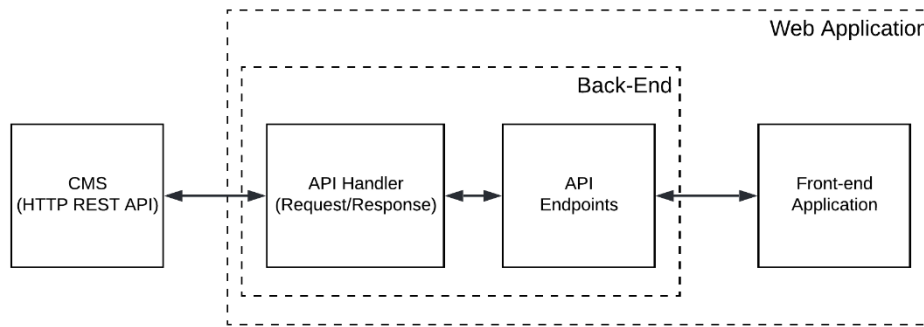 Web Application
Back-End
CMS
(HTTP REST API)
API Handler
(Request/Response)
API
Endpoints
Front-end
Application